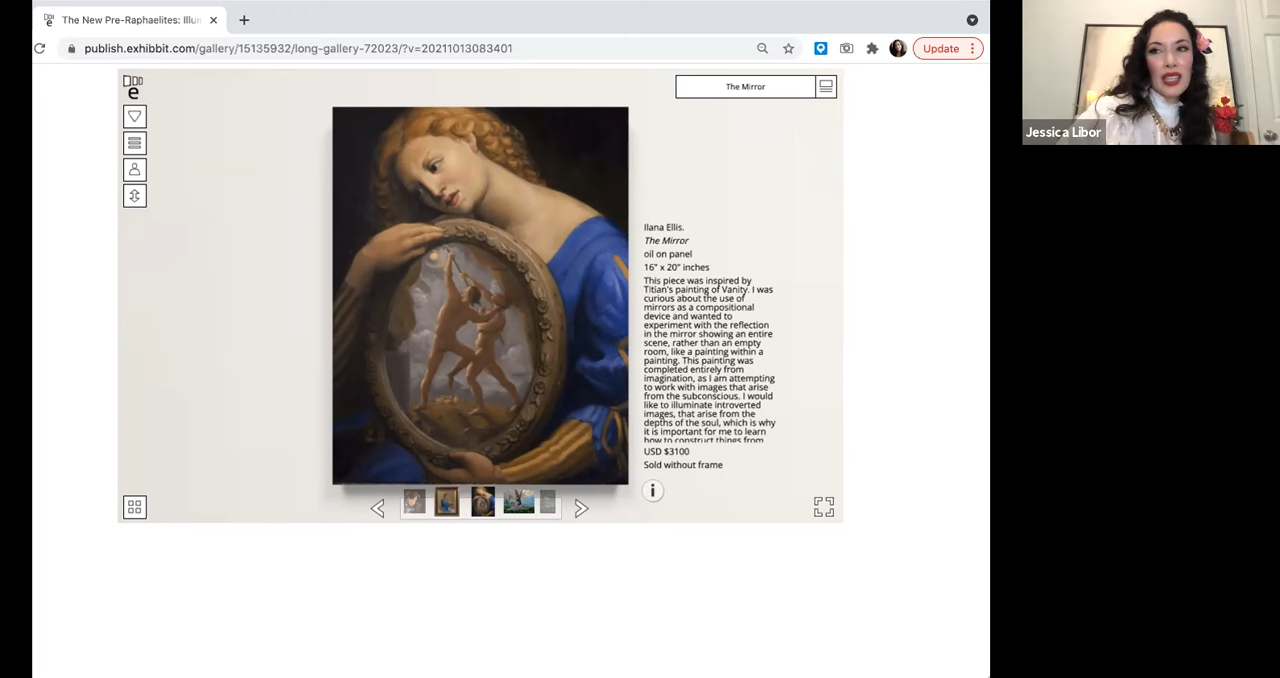 The New Pre-Raphaelites: Illu
publish.exhibbit.com/gallery/15135932/long-gallery-72023/?v=20211013083401
Update
e
The Mirror
Jessica Libor
Ilana Ellis.
The Mirror
oil on panel
16" x 20" inches
This piece was inspired by
Titian's painting of Vanity. I was
curious about the use of
mirrors as a compositional
device and wanted to
experiment with the reflection
in the mirror showing an entire
scene, rather than an empty
room, like a painting within a
painting. This painting was
completed entirely from
imagination, as I am attempting
to work with images that arise
from the subconscious. I would
like to illuminate introverted
images, that arise from the
depths of the soul, which is why
it is important for me to learn
how to construct things from
USD $3100
Sold without frame